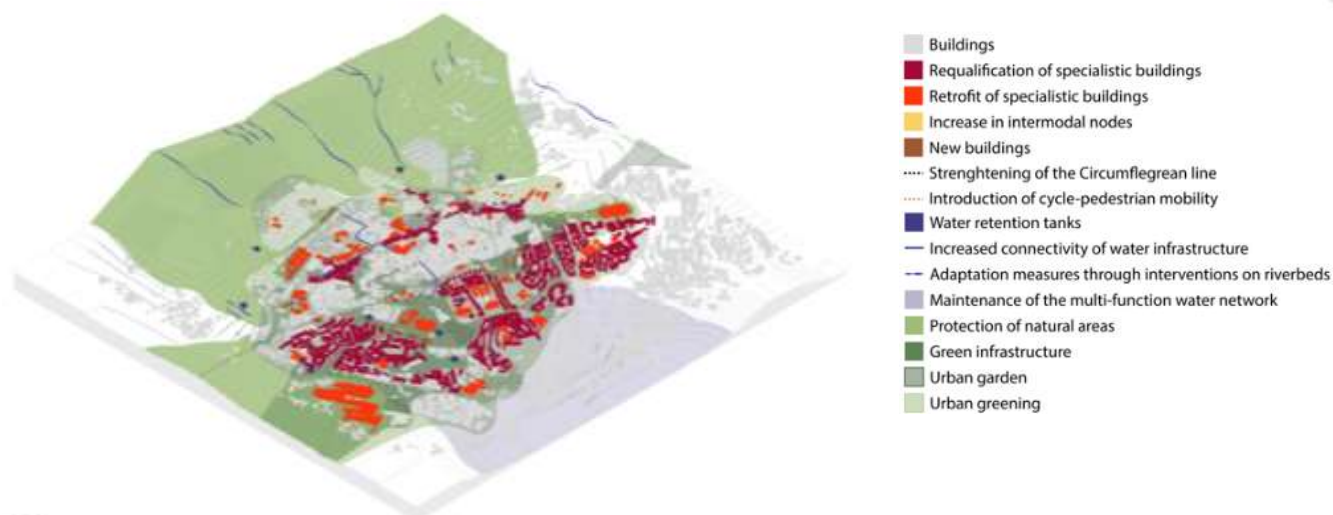 Buildings
Requalification of specialistic buildings
Retrofit of specialistic buildings
Increase in intermodal nodes
New buildings
Strenghtening of the Circumflegrean line
Introduction of cycle-pedestrian mobility
Water retention tanks
Increased connectivity of water infrastructure
Adaptation measures through interventions on riverbeds
Maintenance of the multi-function water network
Protection of natural areas
Green infrastructure
Urban garden
Urban greening